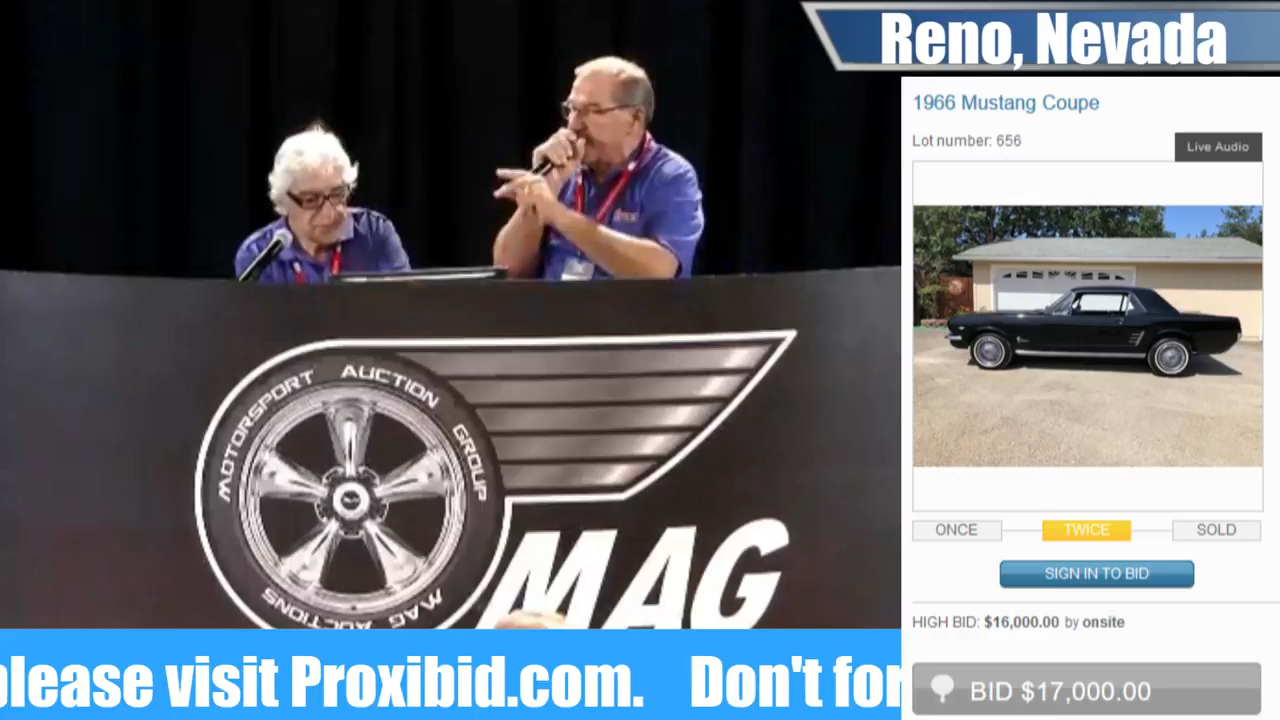 Reno, Nevada
1966 Mustang Coupe
Lot number: 656
Live Audio
ONCE
TWICE
SOLD
SIGN IN TO BID
HIGH BID: $16,000.00 by onsite
BID $17,000.00
MOTORSPORT AUCTION GROUP
MAG AUCTIONS
MAG
please visit Proxibid.com. Don't for